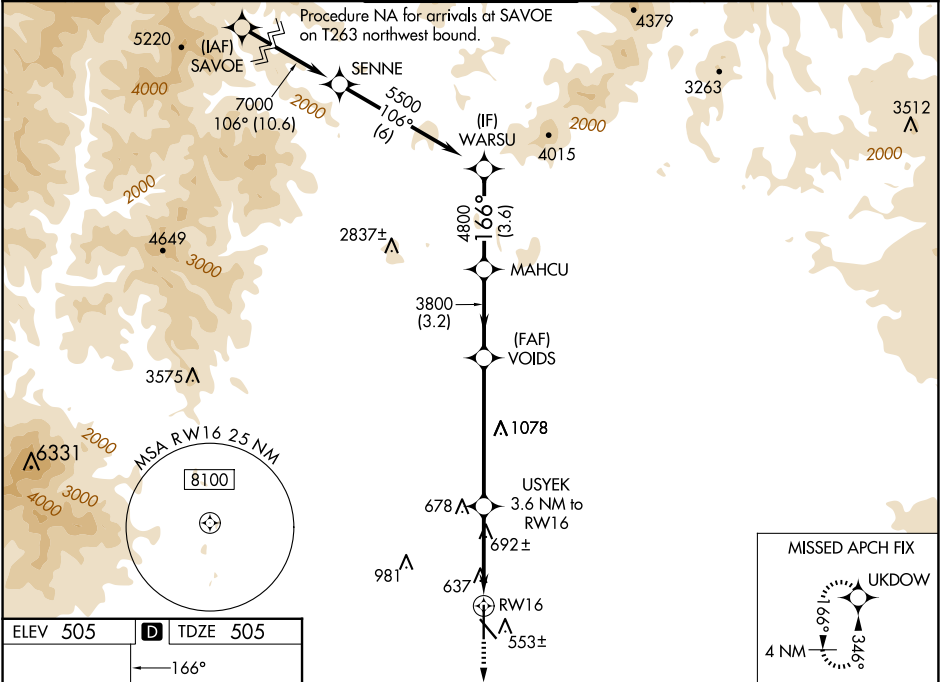 Procedure NA for arrivals at SAVOE
on T263 northwest bound.
4379
5220
(IAF)
SAVOE
SENNE
3263
4000
7000
106° (10.6)
2000
5500
106°
(6)
(IF)
WARSU
2000
4015
3512
2000
2000
4649
3000
2837±
4800
166°
(3.6)
MAHCU
3800
(3.2)
(FAF)
VOIDS
3575
1078
6331
2000
3000
4000
MSA RW16 25 NM
8100
678
USYEK
3.6 NM to
RW16
692±
981
637
RW16
553±
MISSED APCH FIX
UKDOW
166°
346°
4 NM
ELEV 505
D
TDZE 505
166°